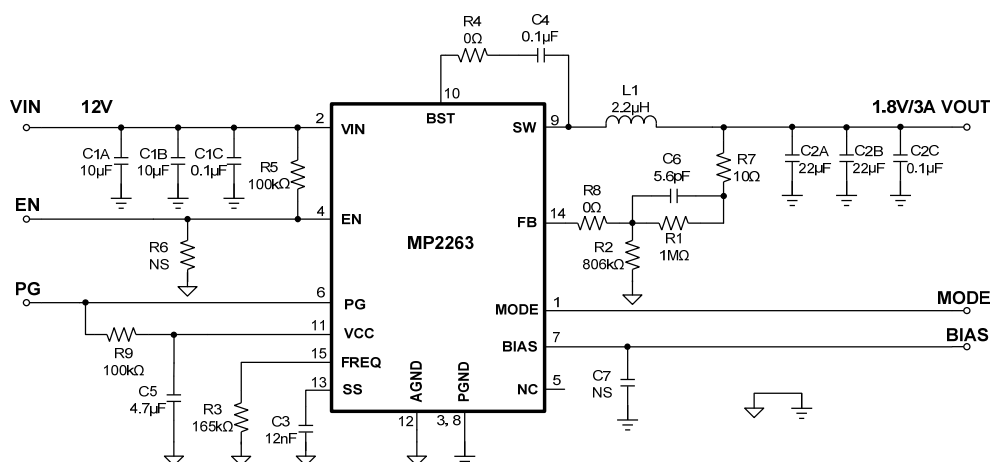 R4
0Ω
C4
0.1µF
10
BST
VIN
12V
2
VIN
SW
9
L1
2.2µH
1.8V/3A VOUT
C1A
10µF
C1B
10µF
C1C
0.1µF
R5
100kΩ
C6
5.6pF
R7
10Ω
C2A
22µF
C2B
22µF
C2C
0.1µF
EN
4
EN
MP2263
FB
14
R8
0Ω
R2
806kΩ
R1
1MΩ
R6
NS
PG
6
PG
MODE
1
MODE
11
VCC
BIAS
7
BIAS
R9
100kΩ
15
FREQ
C5
4.7µF
R3
165kΩ
13
SS
C3
12nF
AGND
PGND
NC
5
C7
NS
12
3, 8